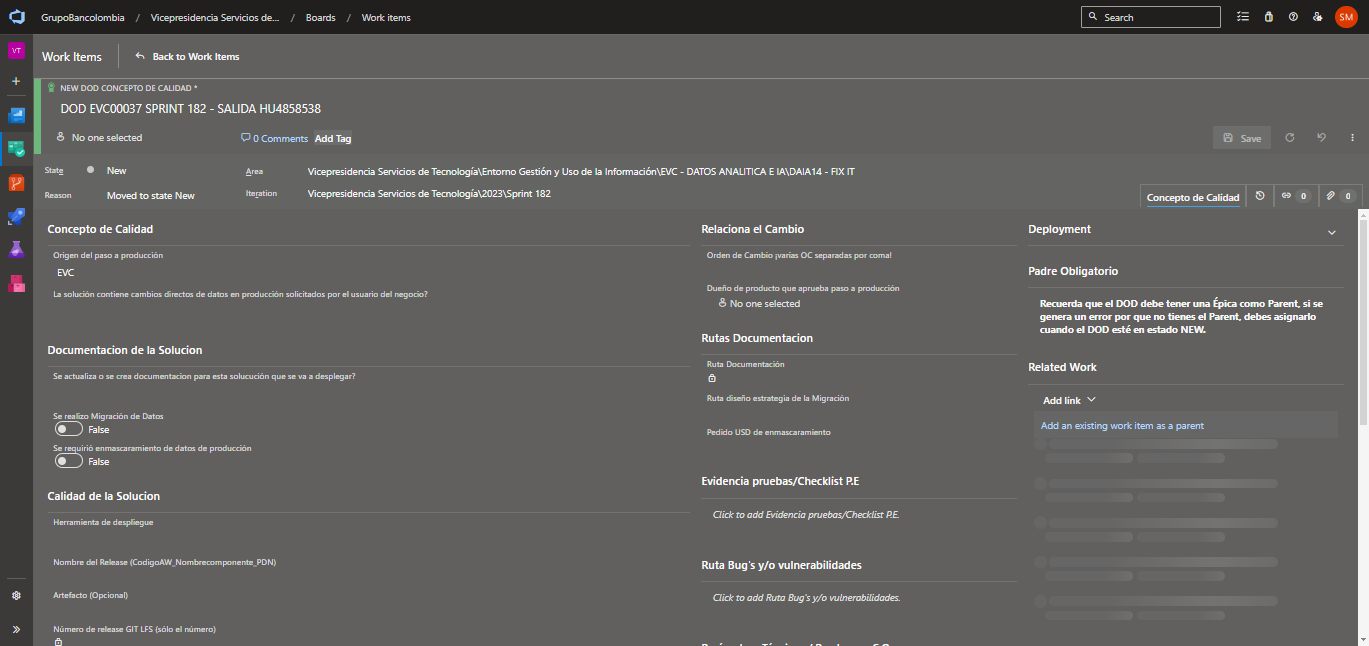 GrupoBancolombia / Vicepresidencia Servicios de... / Boards / Work items
Search
SM
VT
Work Items
Back to Work Items
NEW DOD CONCEPTO DE CALIDAD *
DOD EVC00037 SPRINT 182 - SALIDA HU4858538
No one selected
0 Comments
Add Tag
Save
State
New
Area
Vicepresidencia Servicios de Tecnología\Entorno Gestión y Uso de la Información\EVC - DATOS ANALITICA E IA\DAIA14 - FIX IT
Reason
Moved to state New
Iteration
Vicepresidencia Servicios de Tecnología\2023\Sprint 182
Concepto de Calidad
0
0
Concepto de Calidad
Origen del paso a producción
EVC
La solución contiene cambios directos de datos en producción solicitados por el usuario del negocio?
Documentacion de la Solucion
Se actualiza o se crea documentacion para esta solucución que se va a desplegar?
Se realizo Migración de Datos
False
Se requirió enmascaramiento de datos de producción
False
Calidad de la Solucion
Herramienta de despliegue
Nombre del Release (CodigoAW_Nombrecomponente_PDN)
Artefacto (Opcional)
Número de release GIT LFS (sólo el número)
Relaciona el Cambio
Orden de Cambio ¡varias OC separadas por coma!
Dueño de producto que aprueba paso a producción
No one selected
Rutas Documentacion
Ruta Documentación
Ruta diseño estrategia de la Migración
Pedido USD de enmascaramiento
Evidencia pruebas/Checklist P.E
Click to add Evidencia pruebas/Checklist P.E.
Ruta Bug's y/o vulnerabilidades
Click to add Ruta Bug's y/o vulnerabilidades.
Deployment
Padre Obligatorio
Recuerda que el DOD debe tener una Épica como Parent, si se
genera un error por que no tienes el Parent, debes asignarlo
cuando el DOD esté en estado NEW.
Related Work
Add link
Add an existing work item as a parent